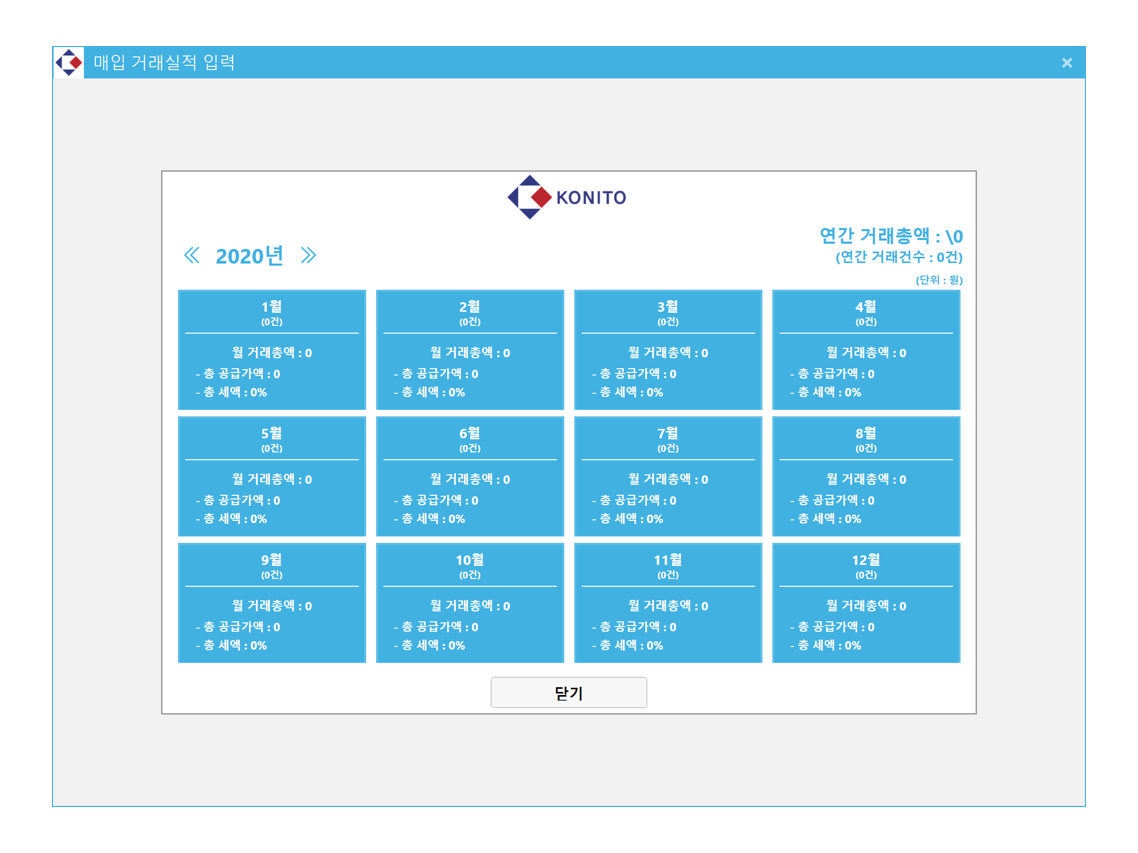 매입 거래실적 입력
KONITO
연간 거래총액 : \0
2020년
(연간 거래건수 : 0건)
(단위 : 원)
1월
(0건)
월 거래총액 : 0
- 총 공급가액 : 0
- 총 세액 : 0%
2월
(0건)
월 거래총액 : 0
- 총 공급가액 : 0
- 총 세액 : 0%
3월
(0건)
월 거래총액 : 0
- 총 공급가액 : 0
- 총 세액 : 0%
4월
(0건)
월 거래총액 : 0
- 총 공급가액 : 0
- 총 세액 : 0%
5월
(0건)
월 거래총액 : 0
- 총 공급가액 : 0
- 총 세액 : 0%
6월
(0건)
월 거래총액 : 0
- 총 공급가액 : 0
- 총 세액 : 0%
7월
(0건)
월 거래총액 : 0
- 총 공급가액 : 0
- 총 세액 : 0%
8월
(0건)
월 거래총액 : 0
- 총 공급가액 : 0
- 총 세액 : 0%
9월
(0건)
월 거래총액 : 0
- 총 공급가액 : 0
- 총 세액 : 0%
10월
(0건)
월 거래총액 : 0
- 총 공급가액 : 0
- 총 세액 : 0%
11월
(0건)
월 거래총액 : 0
- 총 공급가액 : 0
- 총 세액 : 0%
12월
(0건)
월 거래총액 : 0
- 총 공급가액 : 0
- 총 세액 : 0%
닫기